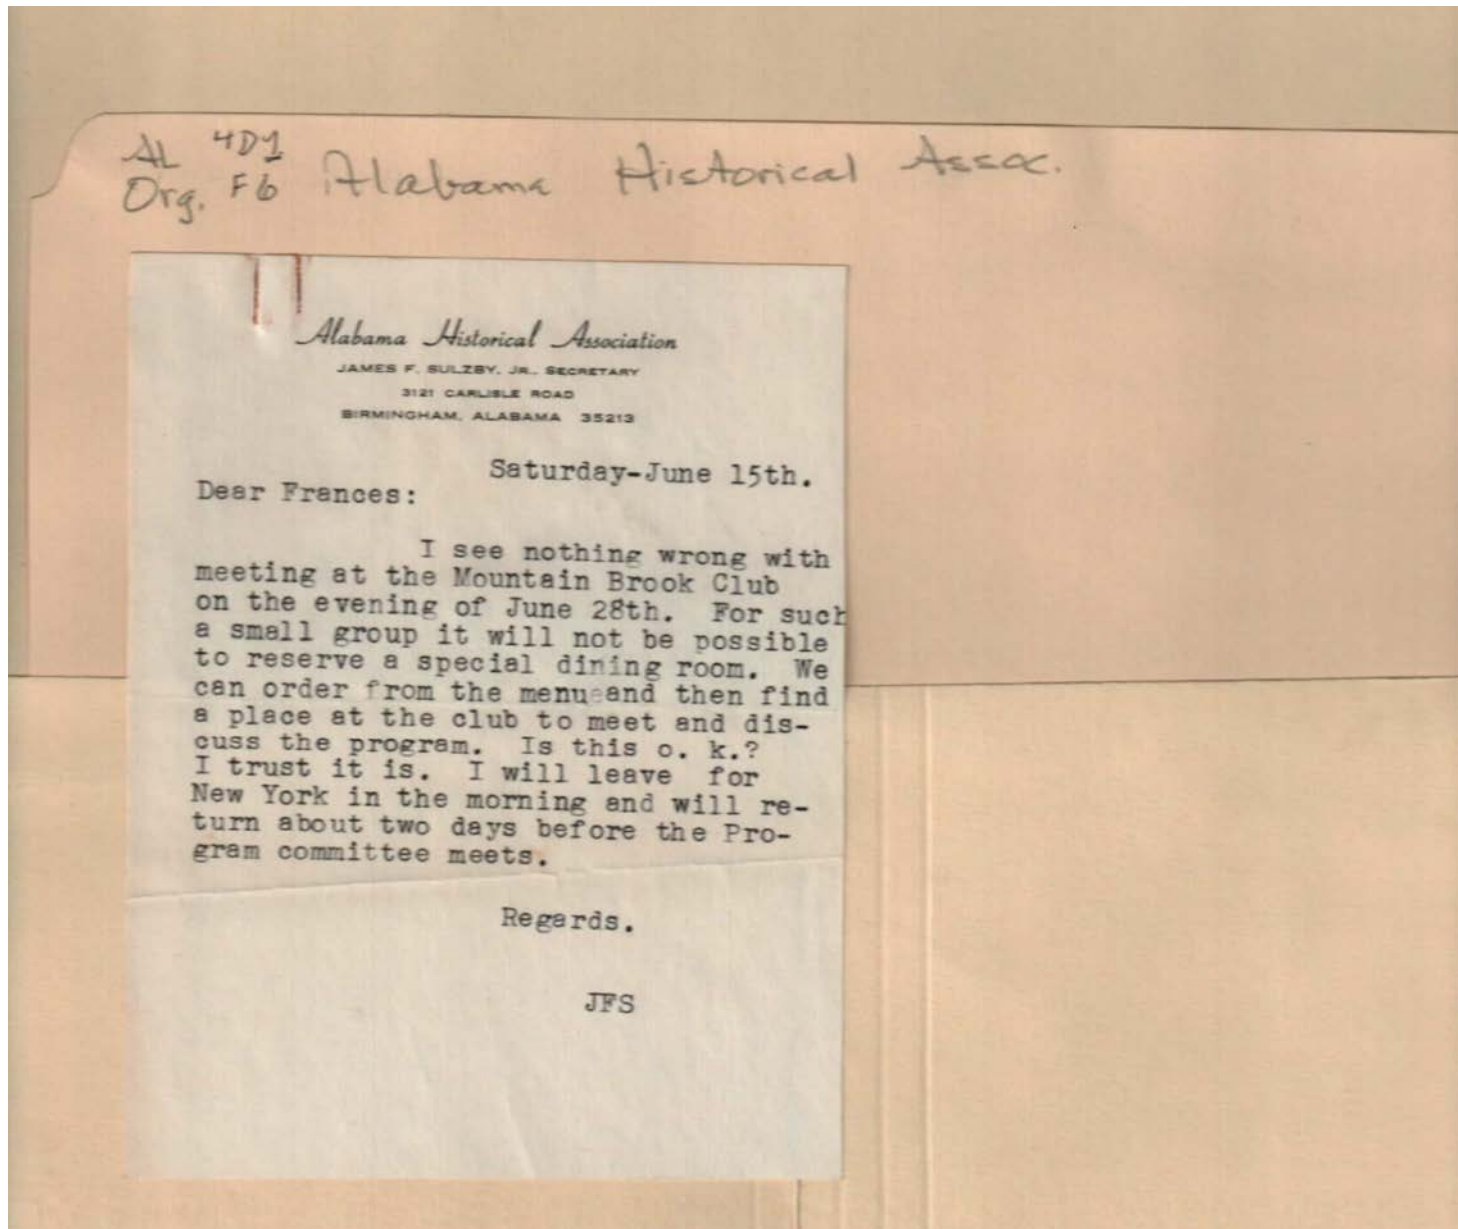 AL 4D1
Org. F6 Alabama Historical Assoc.
Alabama Historical Association
JAMES F. SULZBY, JR., SECRETARY
3121 CARLISLE ROAD
BIRMINGHAM, ALABAMA 35213
Saturday-June 15th.
Dear Frances:
I see nothing wrong with
meeting at the Mountain Brook Club
on the evening of June 28th. For such
a small group it will not be possible
to reserve a special dining room. We
can order from the menu and then find
a place at the club to meet and dis-
cuss the program. Is this o. k.?
I trust it is. I will leave for
New York in the morning and will re-
turn about two days before the Pro-
gram committee meets.
Regards.
JFS